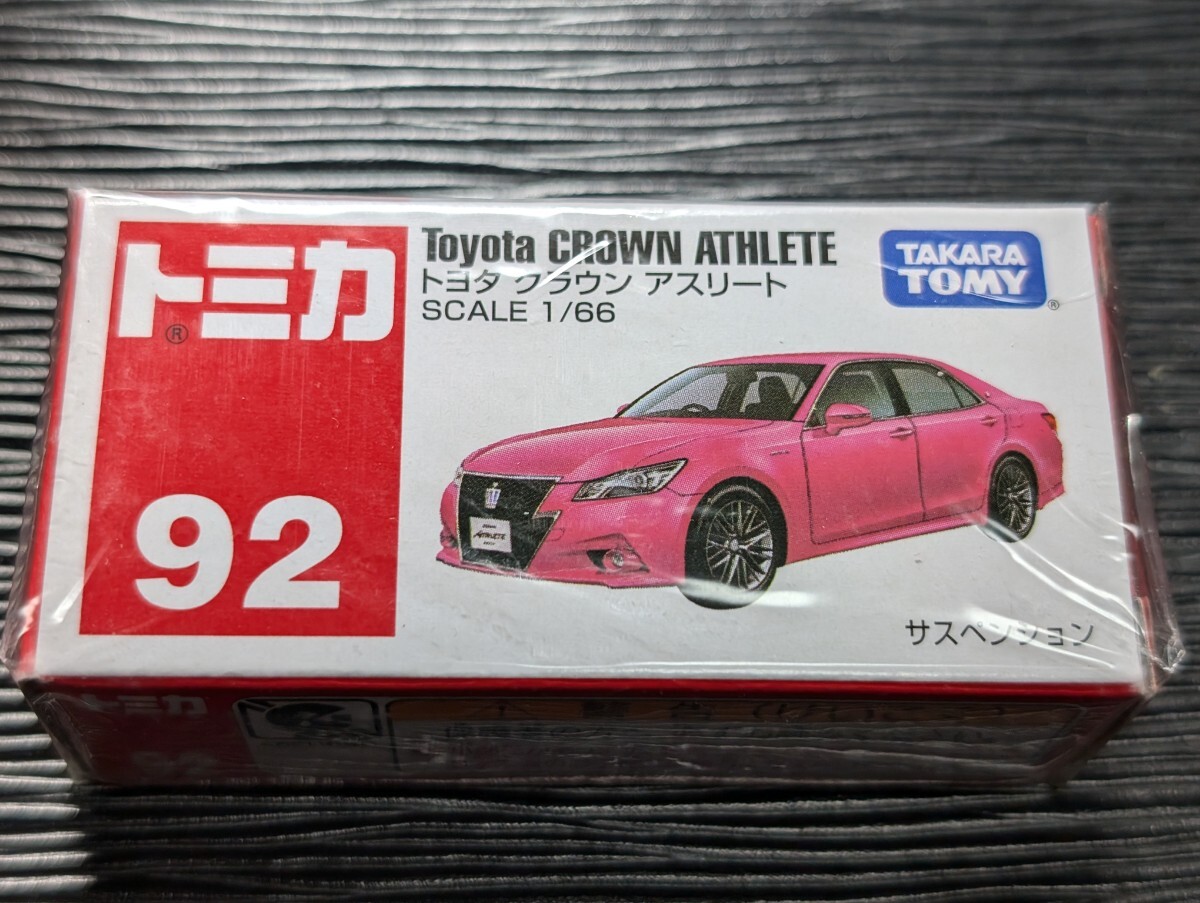 トミカ®
92
Toyota CROWN ATHLETE
トヨタ クラウン アスリート
SCALE 1/66
TAKARA
TOMY®
ATHLETE
サスペンション
トミカ
92